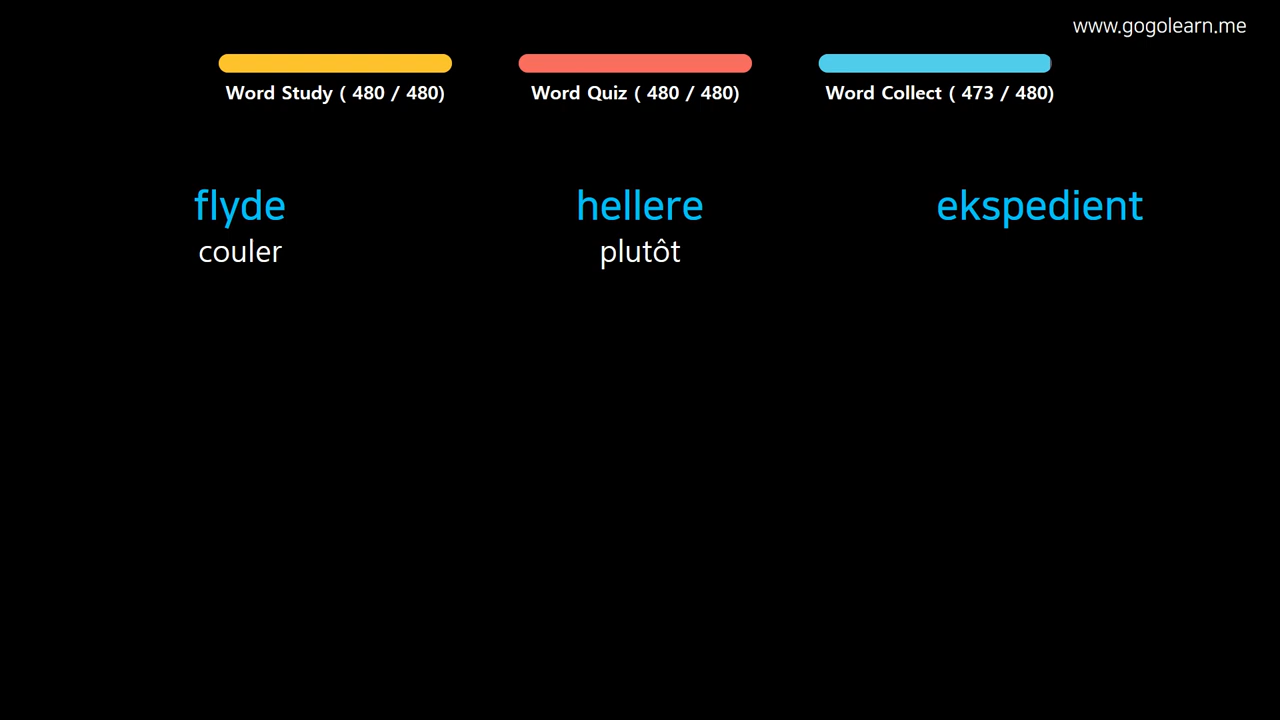 www.gogolearn.me
Word Study ( 480 / 480)
Word Quiz ( 480 / 480)
Word Collect ( 473 / 480)
flyde
couler
hellere
plutôt
ekspedient